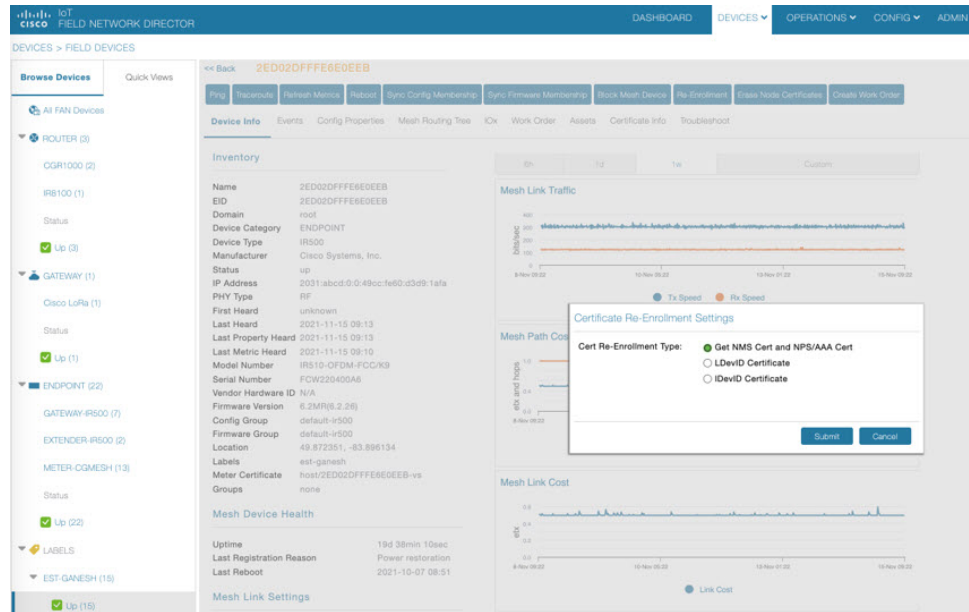 cisco IoT
FIELD NETWORK DIRECTOR
DASHBOARD DEVICES OPERATIONS CONFIG ADMIN
DEVICES > FIELD DEVICES
Browse Devices Quick Views
All FAN Devices
ROUTER (3)
CGR1000 (2)
IR8100 (1)
Status
Up (3)
GATEWAY (1)
Cisco LoRa (1)
Status
Up (1)
ENDPOINT (22)
GATEWAY-IR500 (7)
EXTENDER-IR500 (2)
METER-CGMESH (13)
Status
Up (22)
LABELS
EST-GANESH (15)
Up (15)
<< Back 2ED02DFFFE6E0EEB
Ping Traceroute Refresh Metrics Reboot Sync Config Membership Sync Firmware Membership Block Mesh Device Re-Enrollment Erase Node Certificates Create Work Order
Device Info Events Config Properties Mesh Routing Tree IOx Work Order Assets Certificate Info Troubleshoot
Inventory
Name 2ED02DFFFE6E0EEB
EID 2ED02DFFFE6E0EEB
Domain root
Device Category ENDPOINT
Device Type IR500
Manufacturer Cisco Systems, Inc.
Status up
IP Address 2031:abcd:0:0:49cc:fe60:d3d9:1afa
PHY Type RF
First Heard unknown
Last Heard 2021-11-15 09:13
Last Property Heard 2021-11-15 09:13
Last Metric Heard 2021-11-15 09:10
Model Number IR510-OFDM-FCC/K9
Serial Number FCW220400A6
Vendor Hardware ID N/A
Firmware Version 6.2MR(6.2.26)
Config Group default-ir500
Firmware Group default-ir500
Location 49.872351, -83.896134
Labels est-ganesh
Meter Certificate host/2ED02DFFFE6E0EEB-vs
Groups none
Mesh Device Health
Uptime 19d 38min 10sec
Last Registration Reason Power restoration
Last Reboot 2021-10-07 08:51
Mesh Link Settings
6h 1d 1w Custom
Mesh Link Traffic
bits/sec
400
200
100
0
Tx Speed Rx Speed
Mesh Path Cos
etx and hops
Certificate Re-Enrollment Settings
Cert Re-Enrollment Type: Get NMS Cert and NPS/AAA Cert
LDevID Certificate
IDevID Certificate
Submit Cancel
Mesh Link Cost
etx
Link Cost